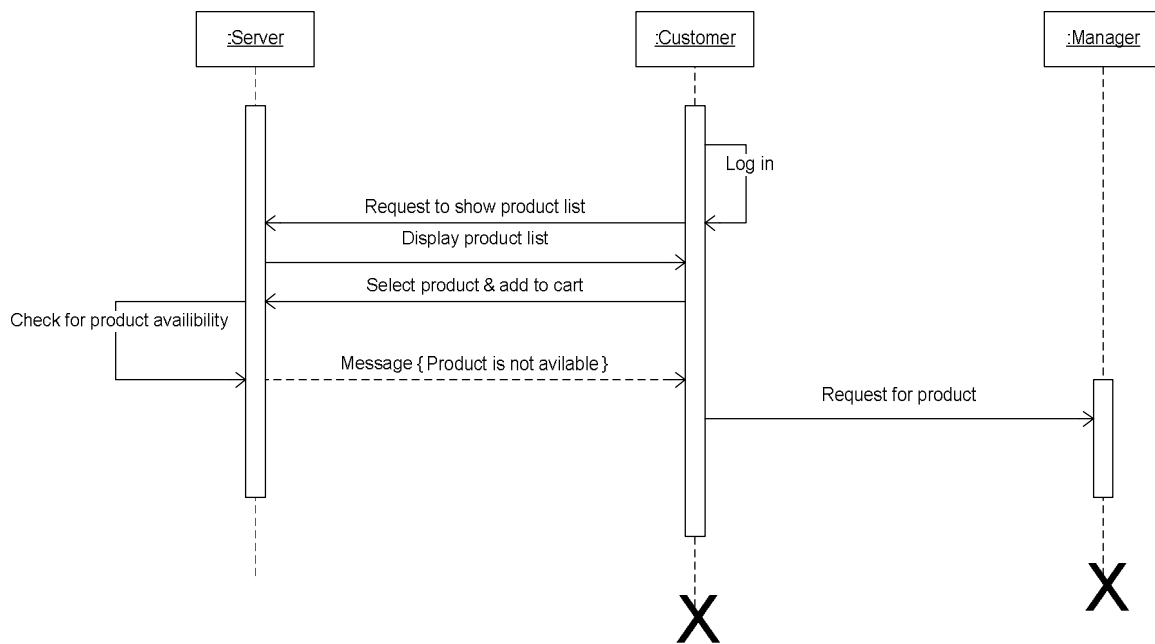 :Server
:Customer
:Manager
Log in
Request to show product list
Display product list
Select product & add to cart
Check for product availibility
Message { Product is not avilable }
Request for product